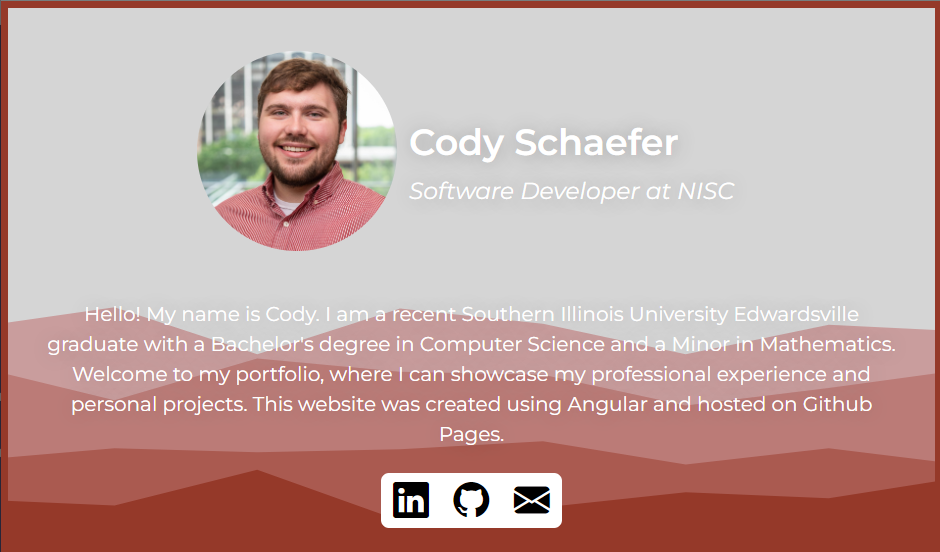 Cody Schaefer
Software Developer at NISC
Hello! My name is Cody. I am a recent Southern Illinois University Edwardsville
graduate with a Bachelor's degree in Computer Science and a Minor in Mathematics.
Welcome to my portfolio, where I can showcase my professional experience and
personal projects. This website was created using Angular and hosted on Github
Pages.
in